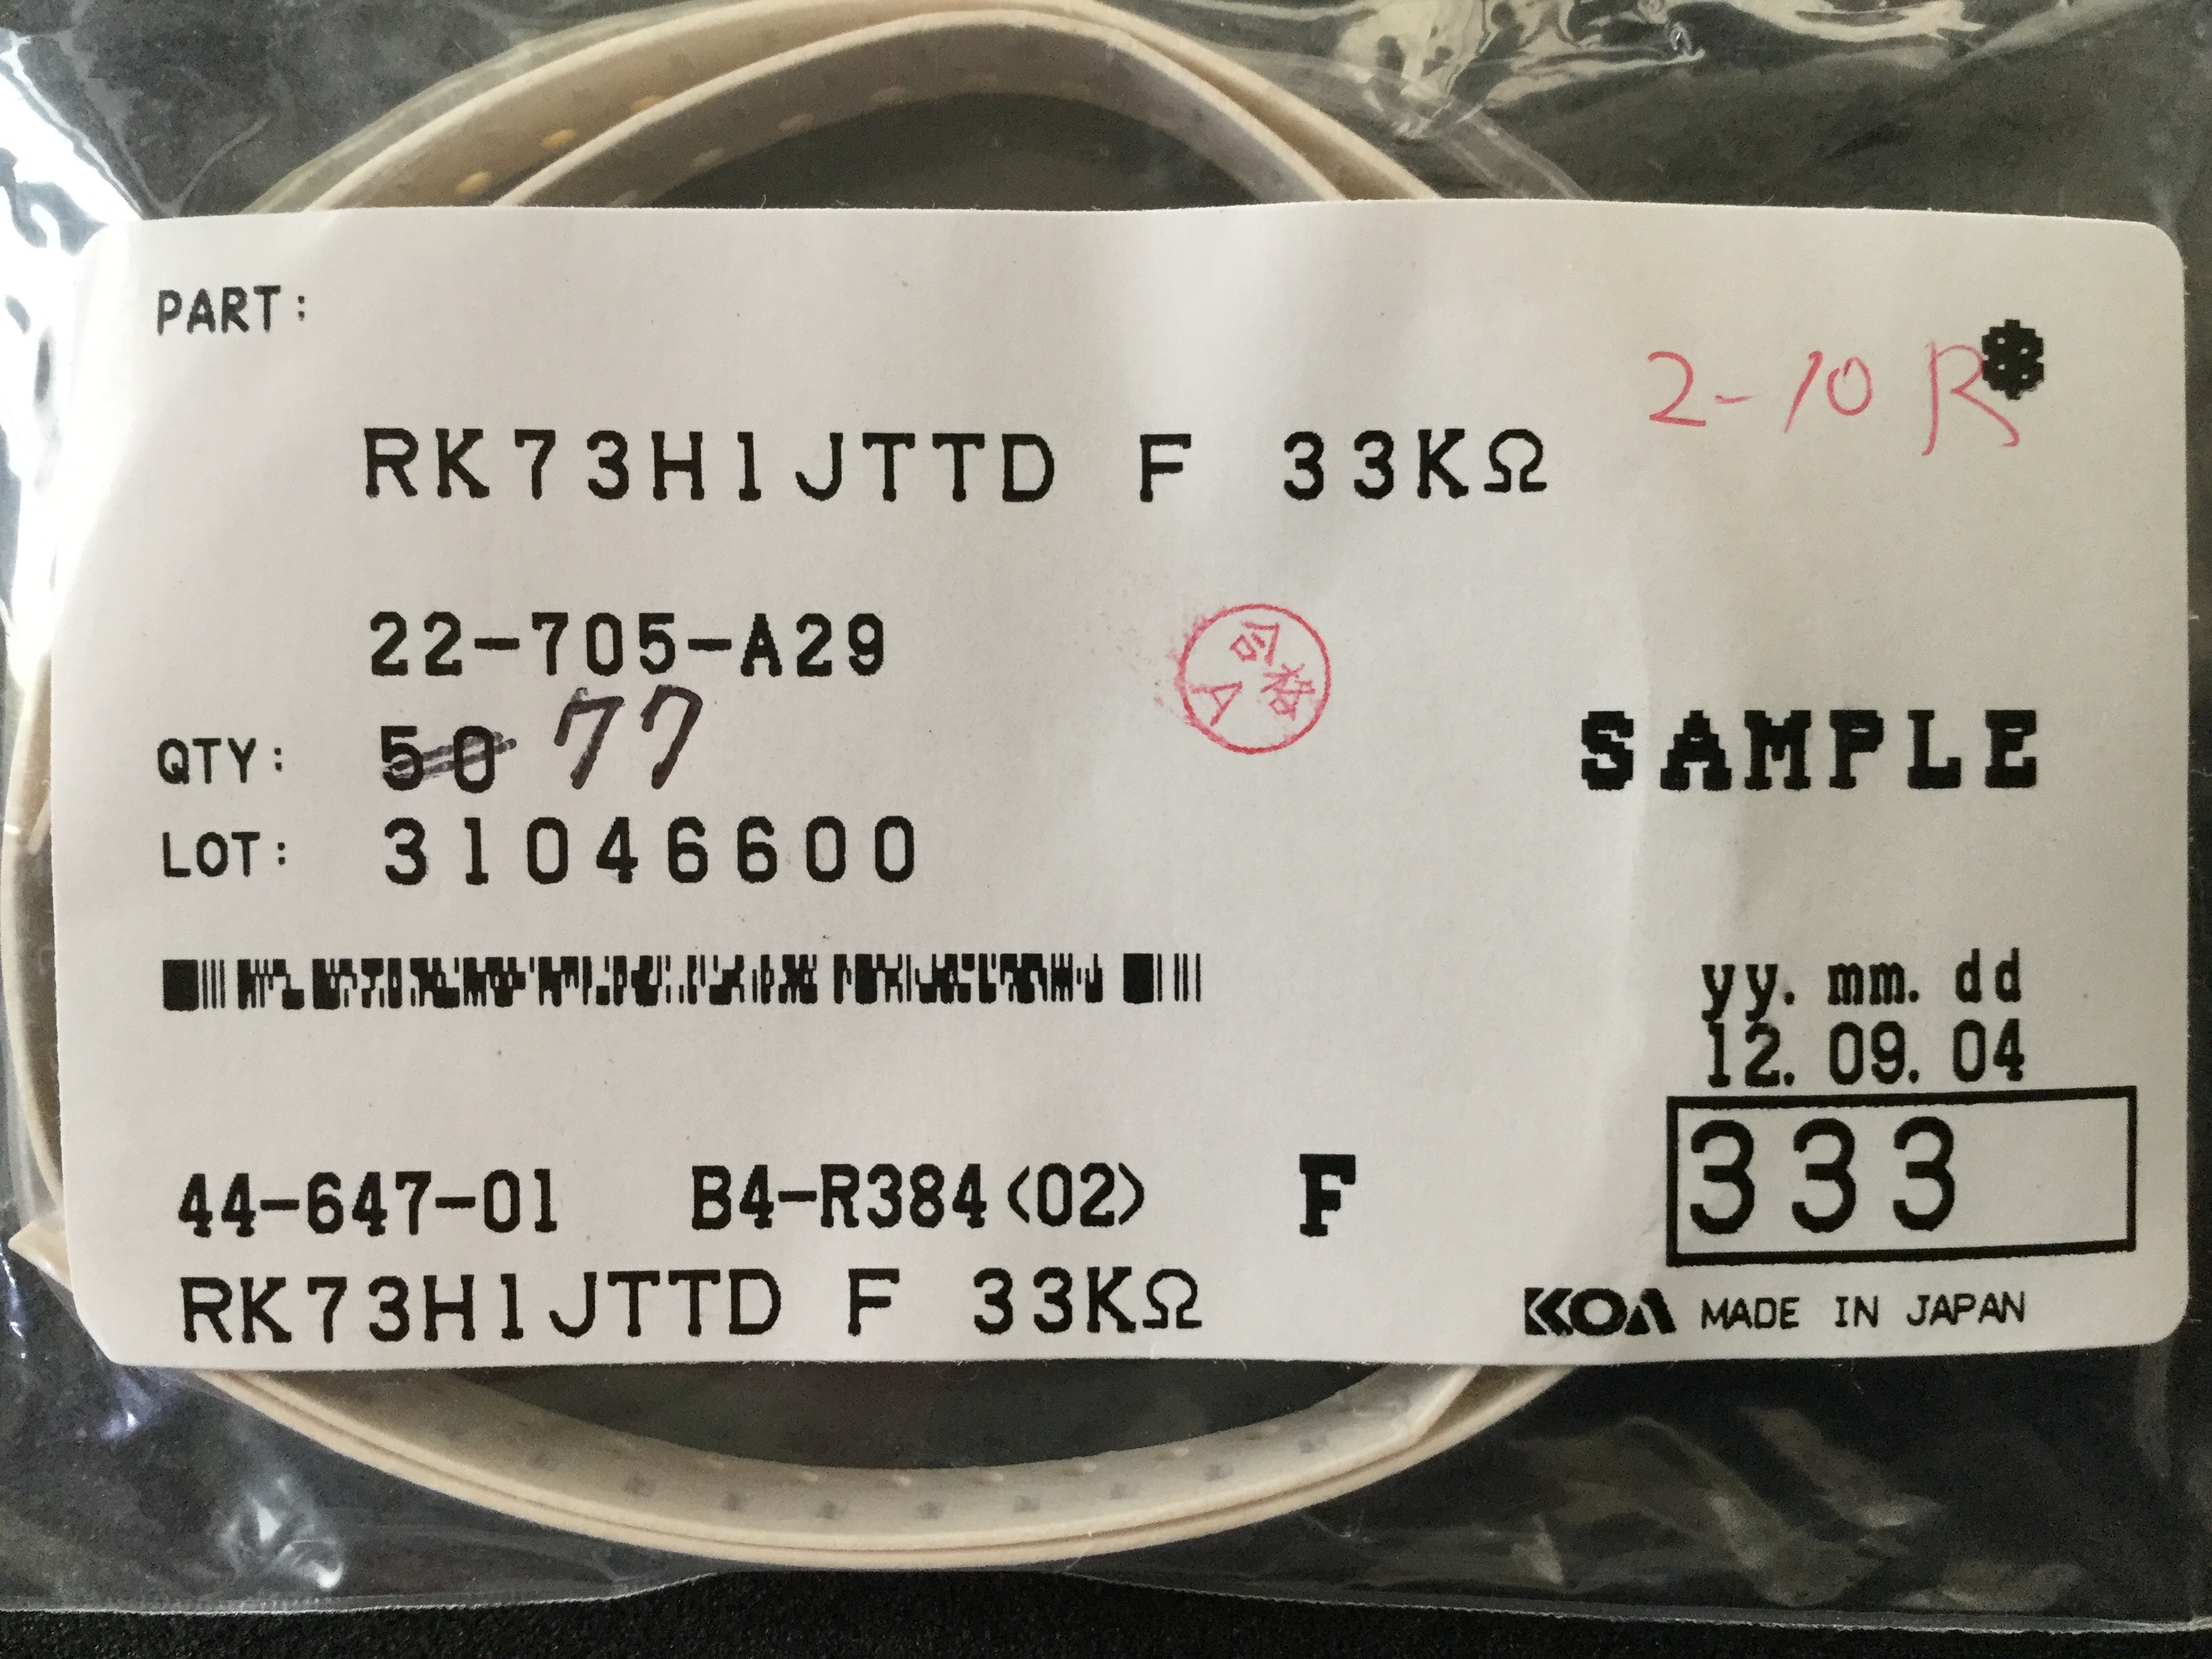 PART:
2-10 R*
RK73H1JTTD F 33KΩ
22-705-A29
合格
A
QTY: 50 77
SAMPLE
LOT: 31046600
yy. mm. dd
12. 09. 04
333
44-647-01 B4-R384<02> F
RK73H1JTTD F 33KΩ
KOA MADE IN JAPAN